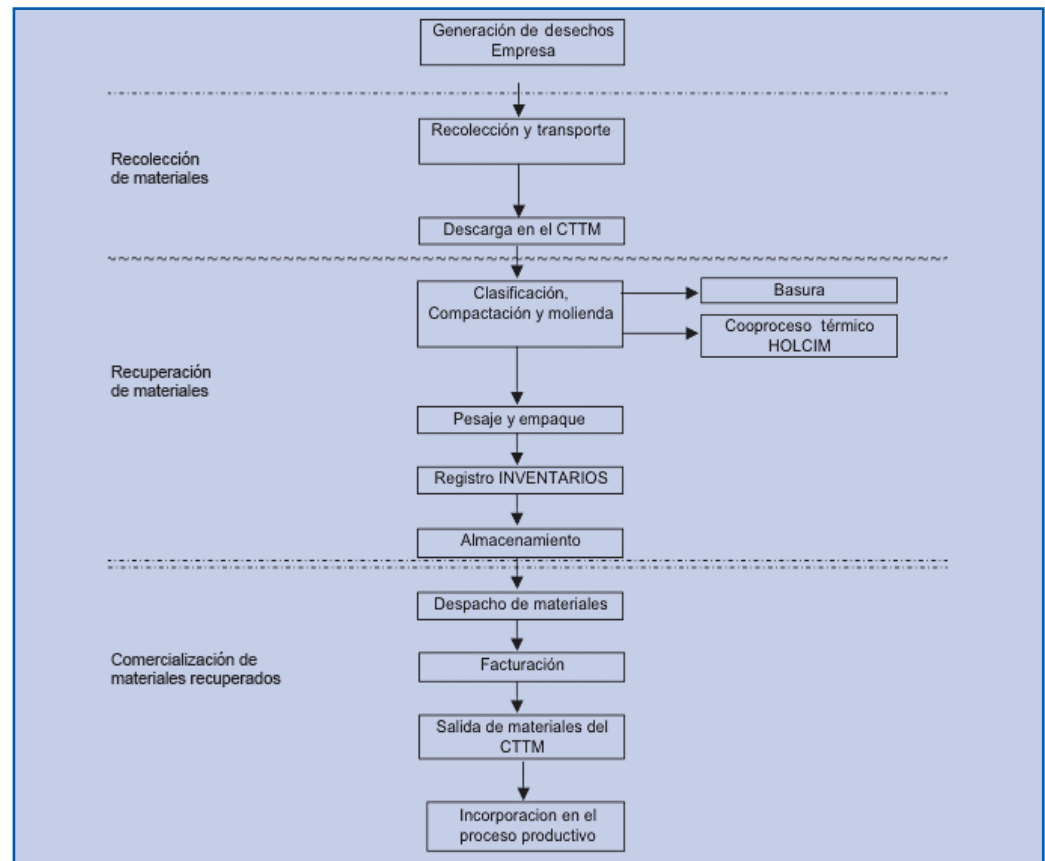 Generación de desechos
Empresa
Recolección y transporte
Recolección
de materiales
Descarga en el CTTM
Clasificación,
Compactación y molienda
Basura
Cooproceso térmico
HOLCIM
Recuperación
de materiales
Pesaje y empaque
Registro INVENTARIOS
Almacenamiento
Despacho de materiales
Comercialización de
materiales recuperados
Facturación
Salida de materiales del
CTTM
Incorporacion en el
proceso productivo